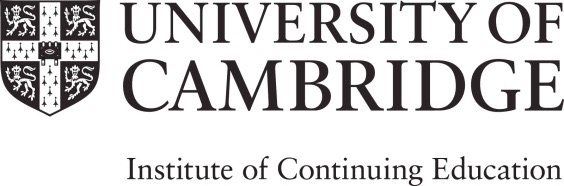 UNIVERSITY OF
CAMBRIDGE
Institute of Continuing Education